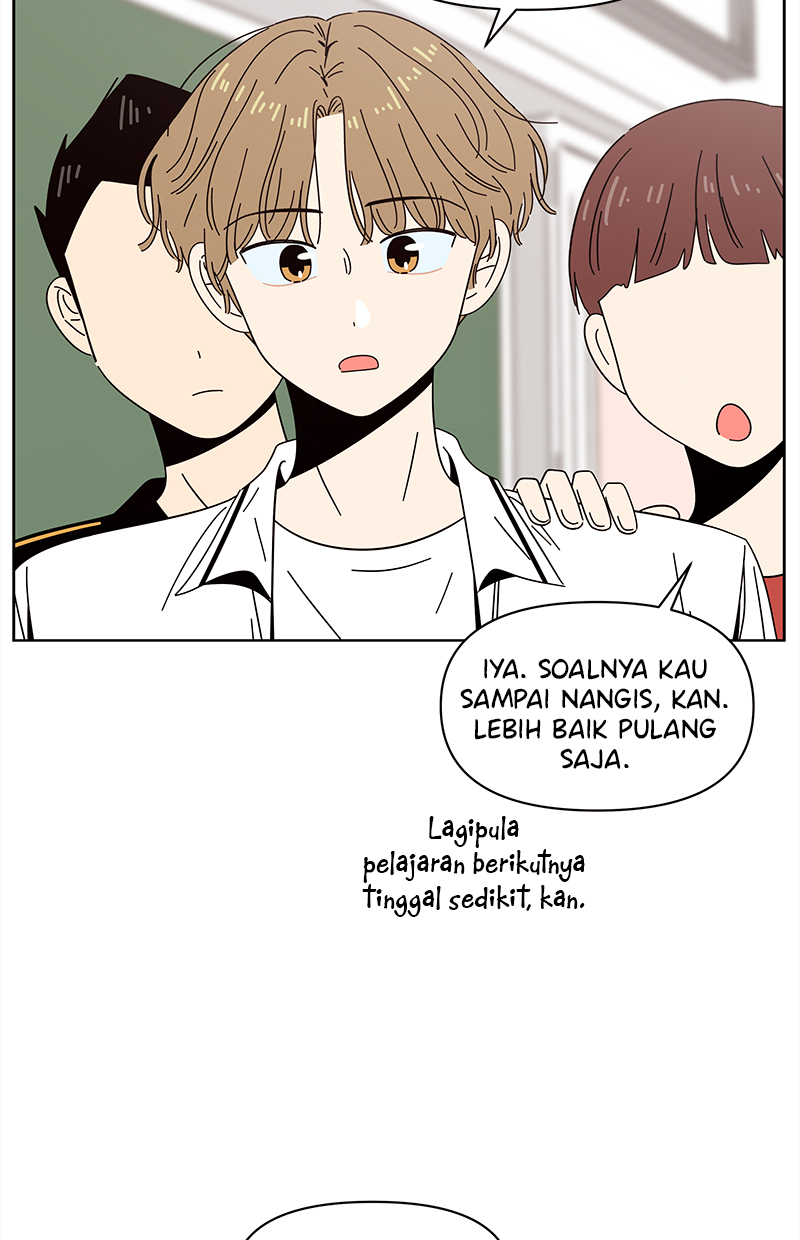 IYA. SOALNYA KAU
SAMPAI NANGIS, KAN.
LEBIH BAIK PULANG
SAJA.
Lagipula
pelajaran berikutnya
tinggal sedikit, kan.